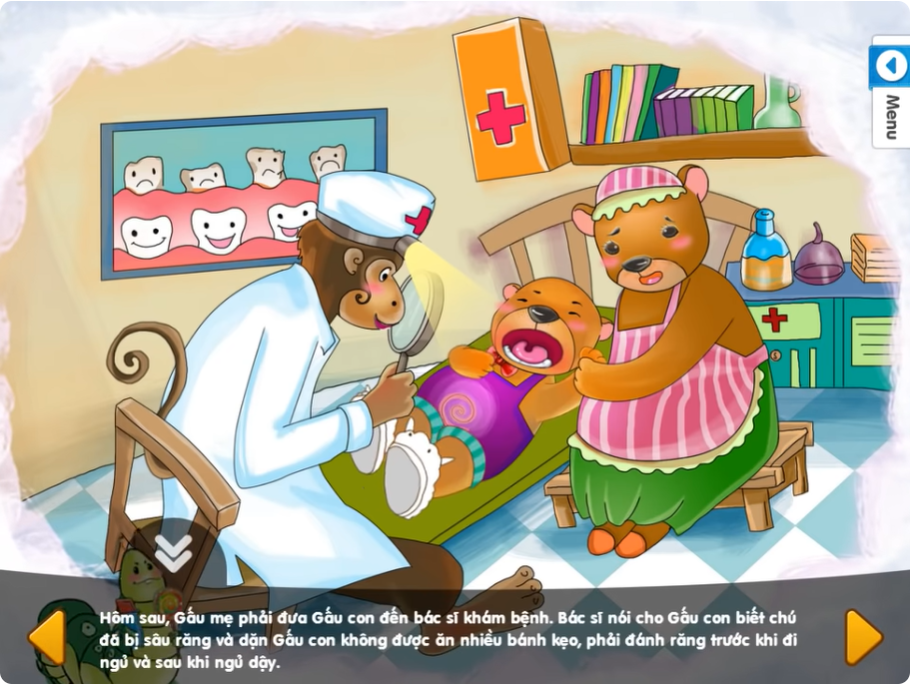 Menu
Hôm sau, Gấu mẹ phải đưa Gấu con đến bác sĩ khám bệnh. Bác sĩ nói cho Gấu con biết chú
đã bị sâu răng và dặn Gấu con không được ăn nhiều bánh kẹo, phải đánh răng trước khi đi
ngủ và sau khi ngủ dậy.